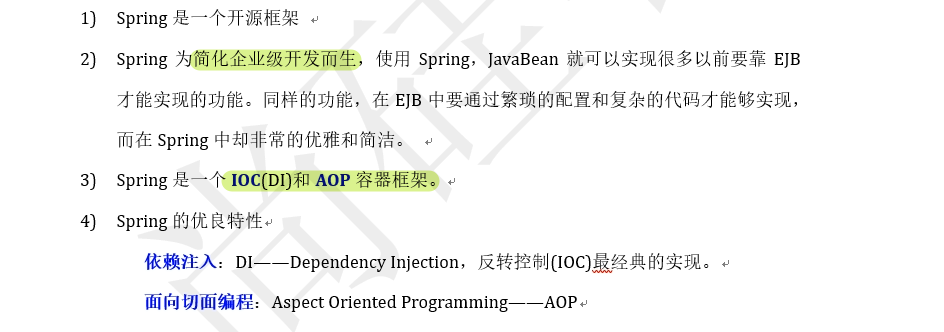 1) Spring 是一个开源框架
2) Spring 为简化企业级开发而生，使用 Spring，JavaBean 就可以实现很多以前要靠 EJB
才能实现的功能。同样的功能，在 EJB 中要通过繁琐的配置和复杂的代码才能够实现，
而在 Spring 中却非常的优雅和简洁。
3) Spring 是一个 IOC(DI)和 AOP 容器框架。
4) Spring 的优良特性
依赖注入：DI——Dependency Injection，反转控制(IOC)最经典的实现。
面向切面编程：Aspect Oriented Programming——AOP